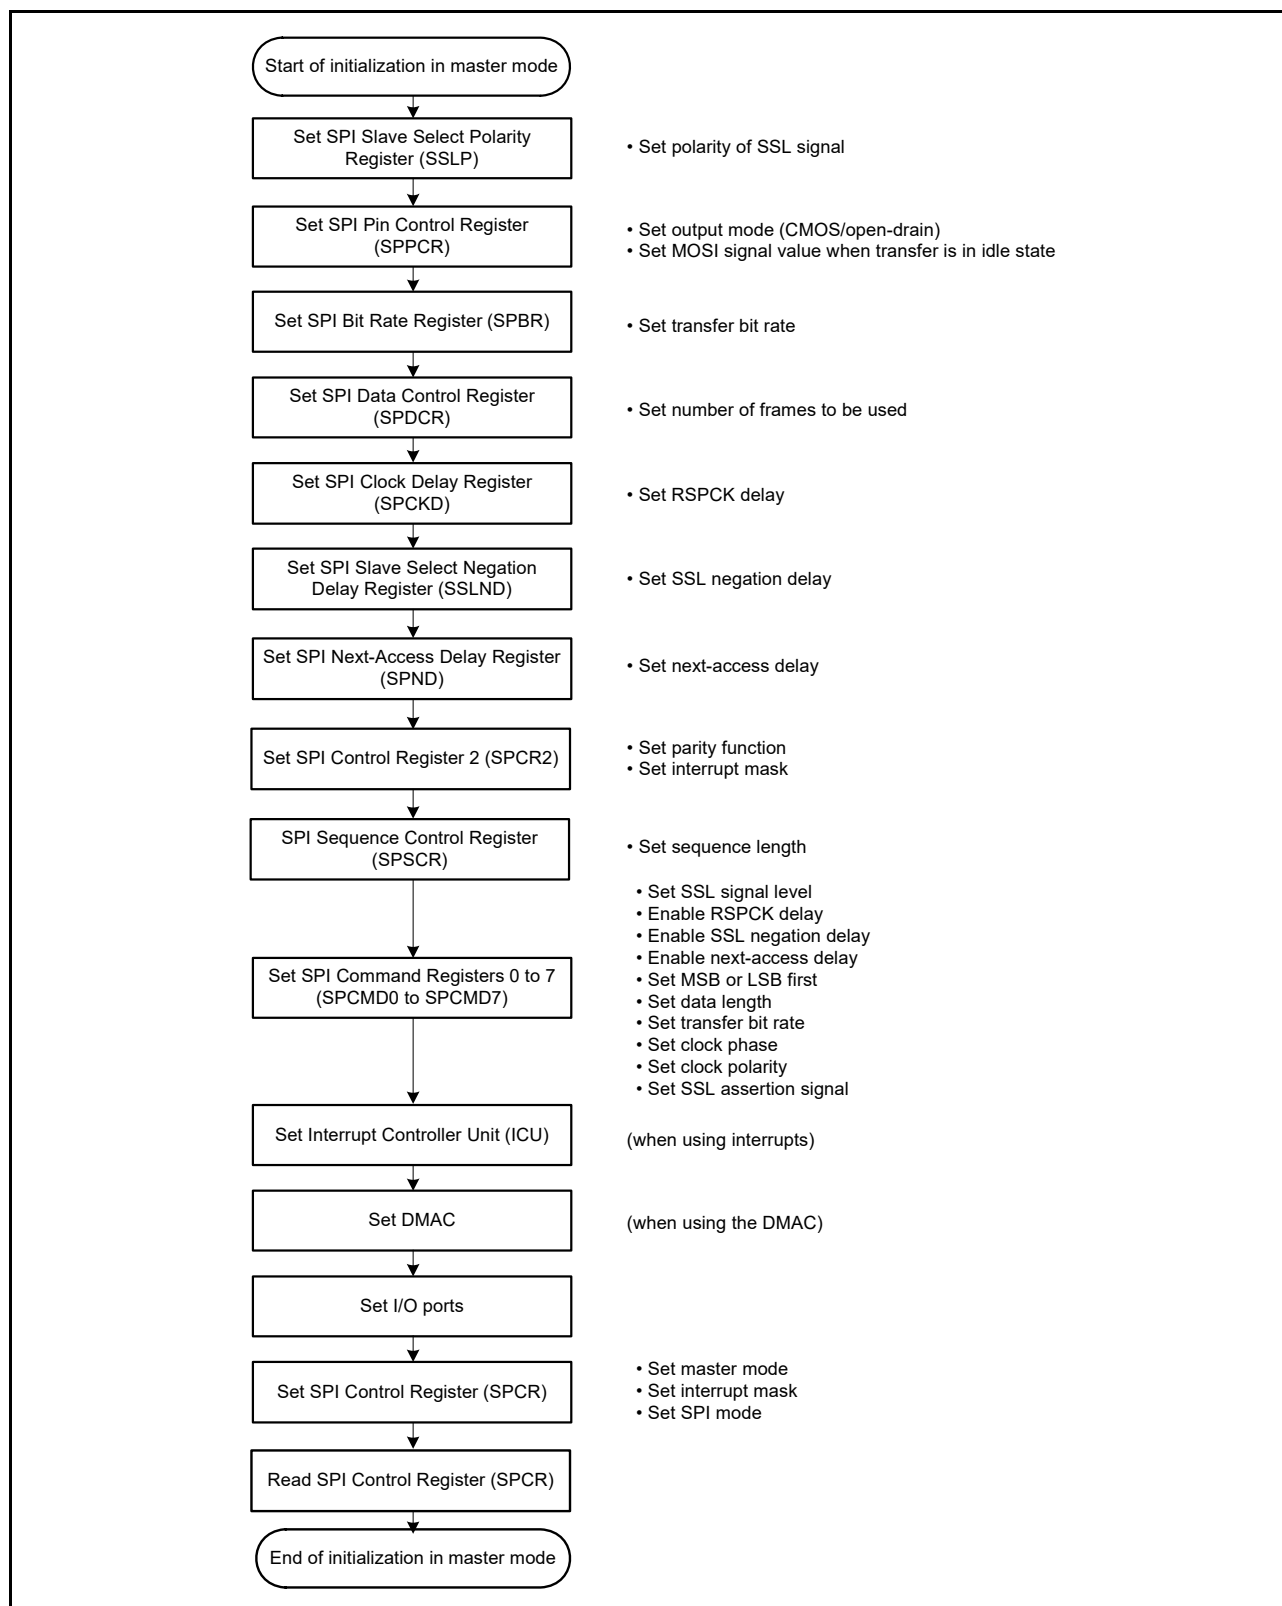 Start of initialization in master mode
Set SPI Slave Select Polarity
Register (SSLP)
• Set polarity of SSL signal
Set SPI Pin Control Register
(SPPCR)
• Set output mode (CMOS/open-drain)
• Set MOSI signal value when transfer is in idle state
Set SPI Bit Rate Register (SPBR)
• Set transfer bit rate
Set SPI Data Control Register
(SPDCR)
• Set number of frames to be used
Set SPI Clock Delay Register
(SPCKD)
• Set RSPCK delay
Set SPI Slave Select Negation
Delay Register (SSLND)
• Set SSL negation delay
Set SPI Next-Access Delay Register
(SPND)
• Set next-access delay
Set SPI Control Register 2 (SPCR2)
• Set parity function
• Set interrupt mask
SPI Sequence Control Register
(SPSCR)
• Set sequence length
Set SPI Command Registers 0 to 7
(SPCMD0 to SPCMD7)
• Set SSL signal level
• Enable RSPCK delay
• Enable SSL negation delay
• Enable next-access delay
• Set MSB or LSB first
• Set data length
• Set transfer bit rate
• Set clock phase
• Set clock polarity
• Set SSL assertion signal
Set Interrupt Controller Unit (ICU)
(when using interrupts)
Set DMAC
(when using the DMAC)
Set I/O ports
Set SPI Control Register (SPCR)
• Set master mode
• Set interrupt mask
• Set SPI mode
Read SPI Control Register (SPCR)
End of initialization in master mode